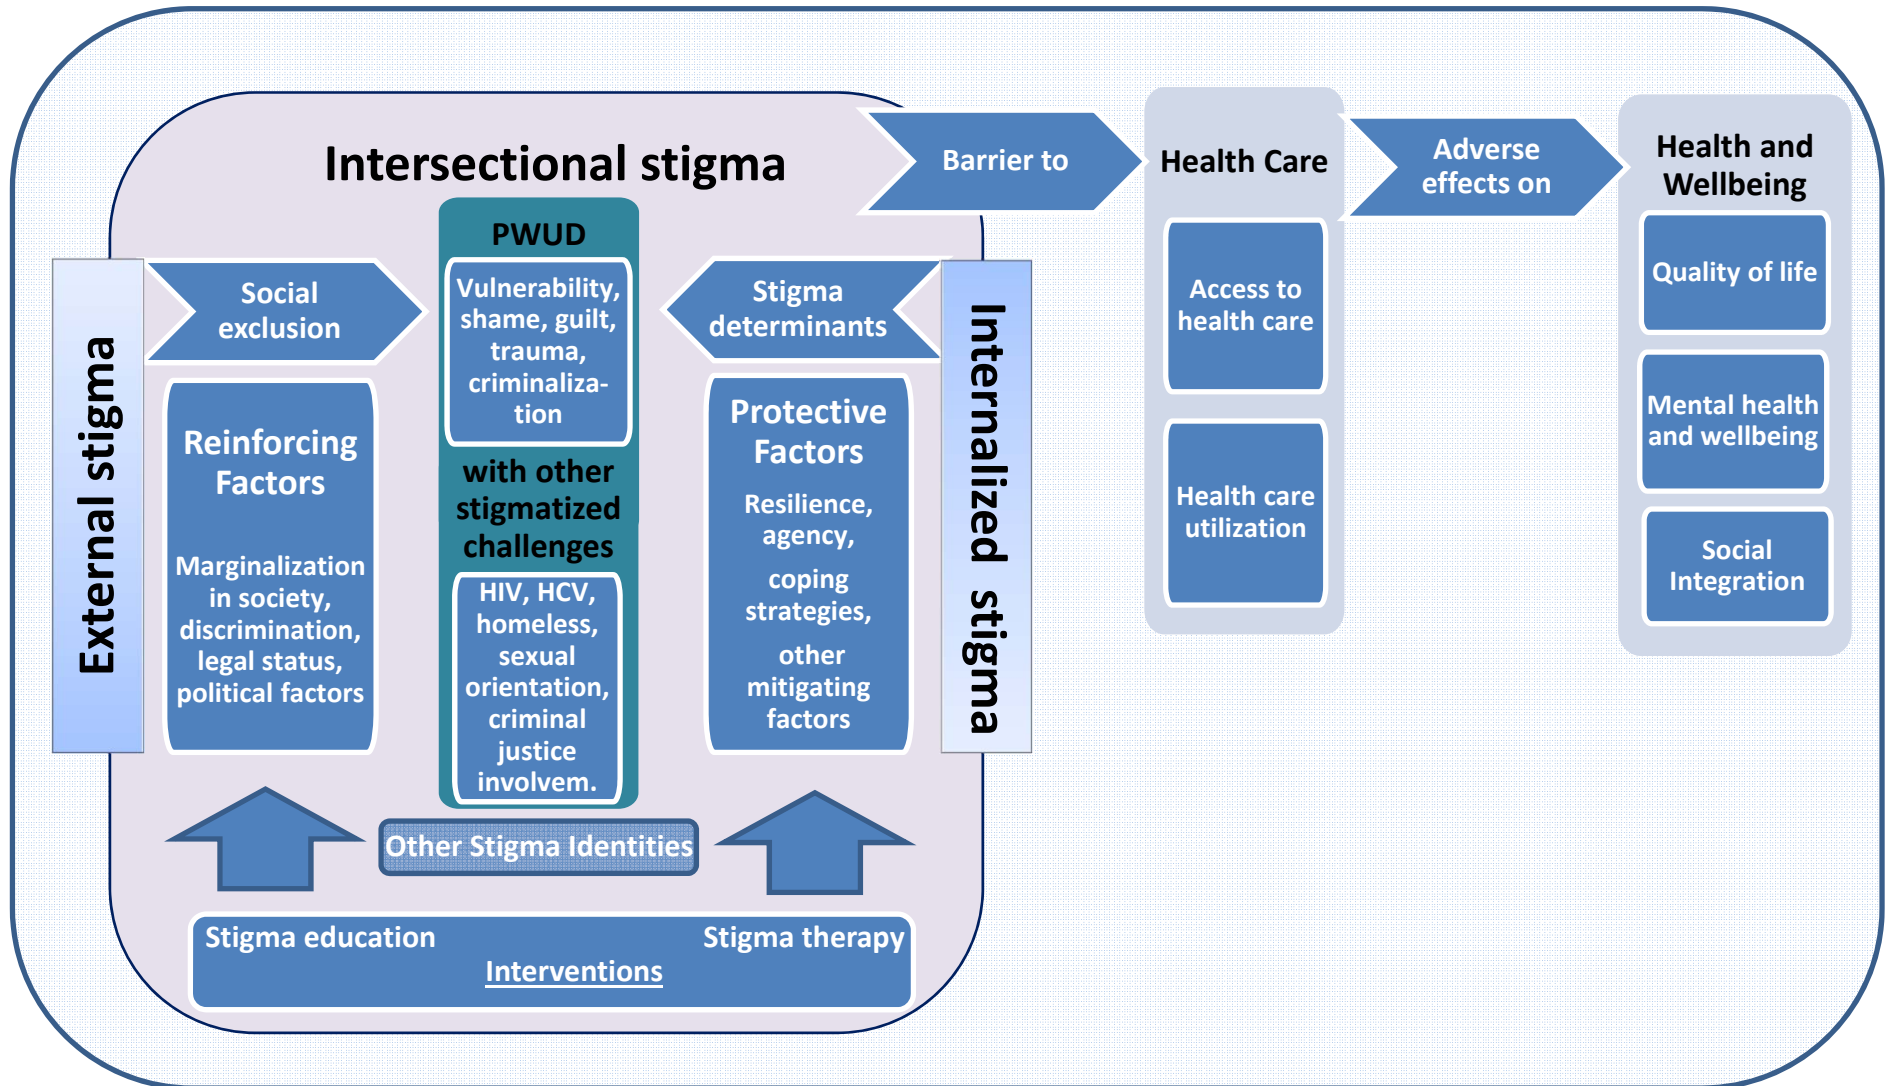 Intersectional stigma
External stigma
Social
exclusion
Reinforcing
Factors
Marginalization
in society,
discrimination,
legal status,
political factors
PWUD
Vulnerability,
shame, guilt,
trauma,
criminaliza-
tion
with other
stigmatized
challenges
HIV, HCV,
homeless,
sexual
orientation,
criminal
justice
involvem.
Other Stigma Identities
Stigma
determinants
Protective
Factors
Resilience,
agency,
coping
strategies,
other
mitigating
factors
Internalized stigma
Stigma education
Stigma therapy
Interventions
Barrier to
Health Care
Access to
health care
Health care
utilization
Adverse
effects on
Health and
Wellbeing
Quality of life
Mental health
and wellbeing
Social
Integration